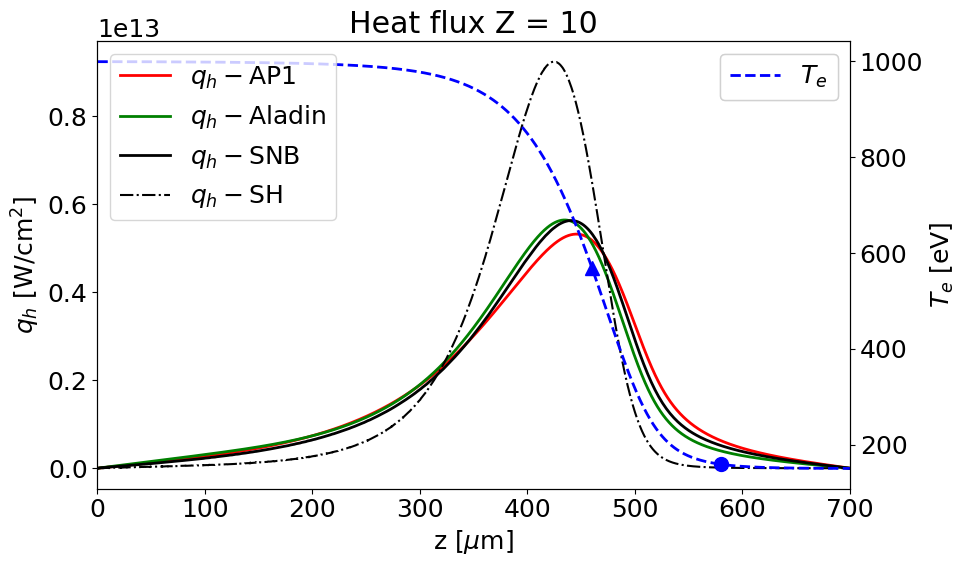 Heat flux Z = 10
1e13
q_h − AP1
q_h − Aladin
q_h − SNB
q_h − SH
T_e
0.8
0.6
0.4
0.2
0.0
q_h [W/cm²]
1000
800
600
400
200
T_e [eV]
0 100 200 300 400 500 600 700
z [μm]